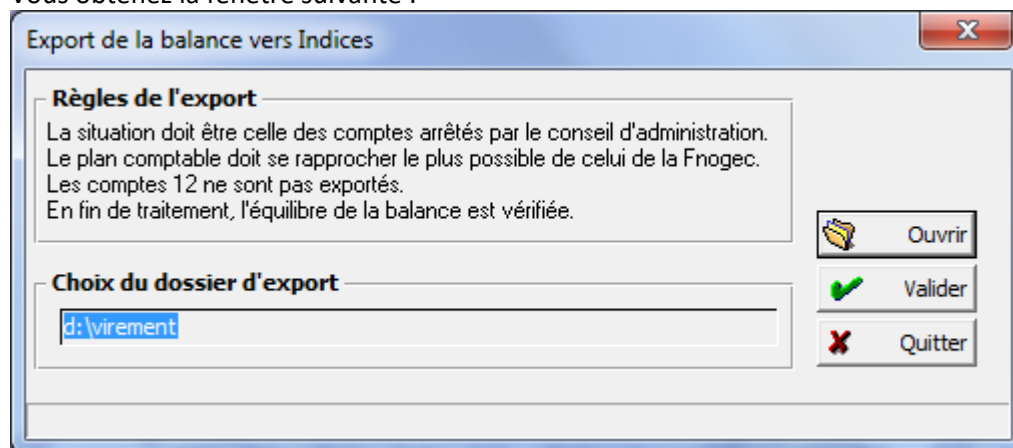 Vous obtenez la fenêtre suivante :
Export de la balance vers Indices
Règles de l'export
La situation doit être celle des comptes arrêtés par le conseil d'administration.
Le plan comptable doit se rapprocher le plus possible de celui de la Fnogec.
Les comptes 12 ne sont pas exportés.
En fin de traitement, l'équilibre de la balance est vérifiée.
Ouvrir
Choix du dossier d'export
Valider
d:\virement
Quitter